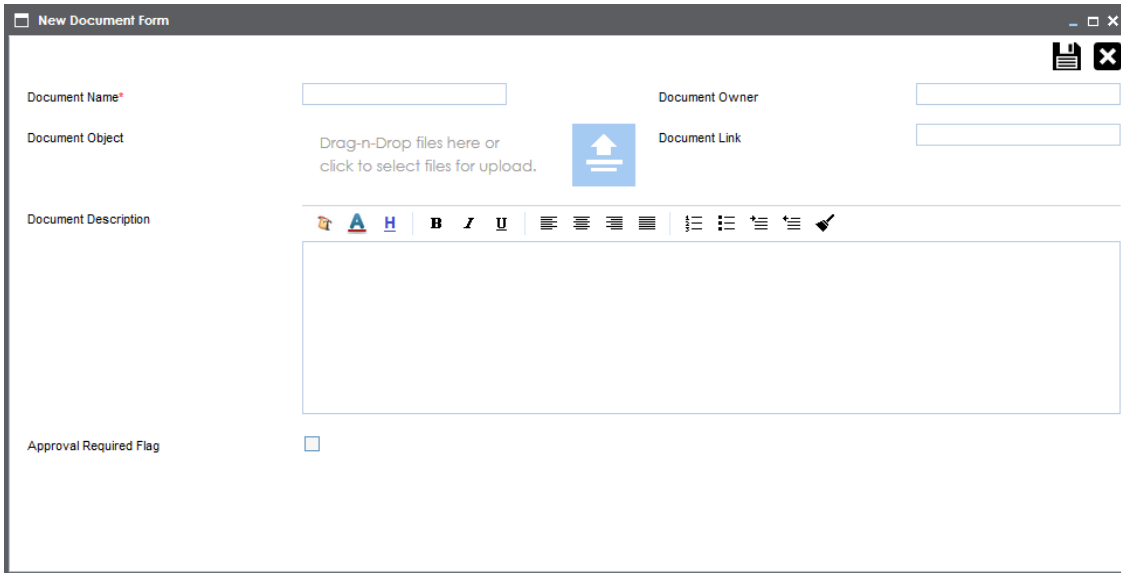 New Document Form
Document Name*
Document Owner
Document Object
Drag-n-Drop files here or
click to select files for upload.
Document Link
Document Description
A H B I U
Approval Required Flag